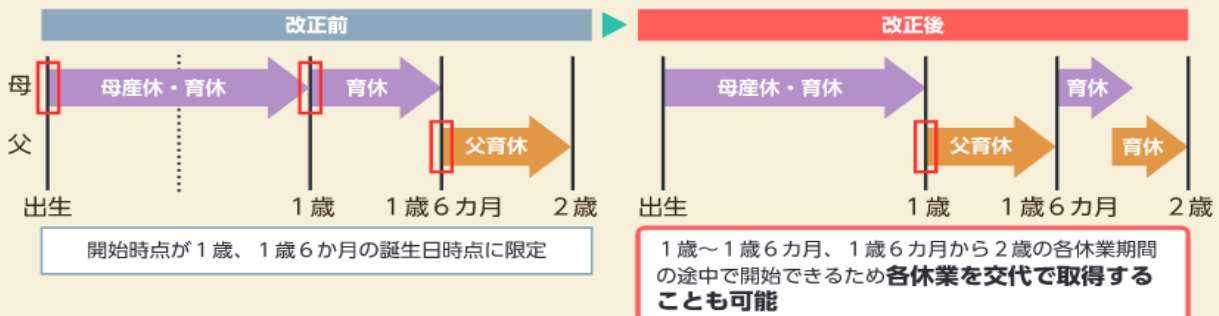 改正前
改正後
母
母産休・育休
育休
父
父育休
出生
１歳
１歳６カ月
２歳
開始時点が１歳、１歳６か月の誕生日時点に限定
母産休・育休
育休
父育休
育休
出生
１歳
１歳６カ月
２歳
１歳～１歳６カ月、１歳６カ月から２歳の各休業期間
の途中で開始できるため各休業を交代で取得する
ことも可能